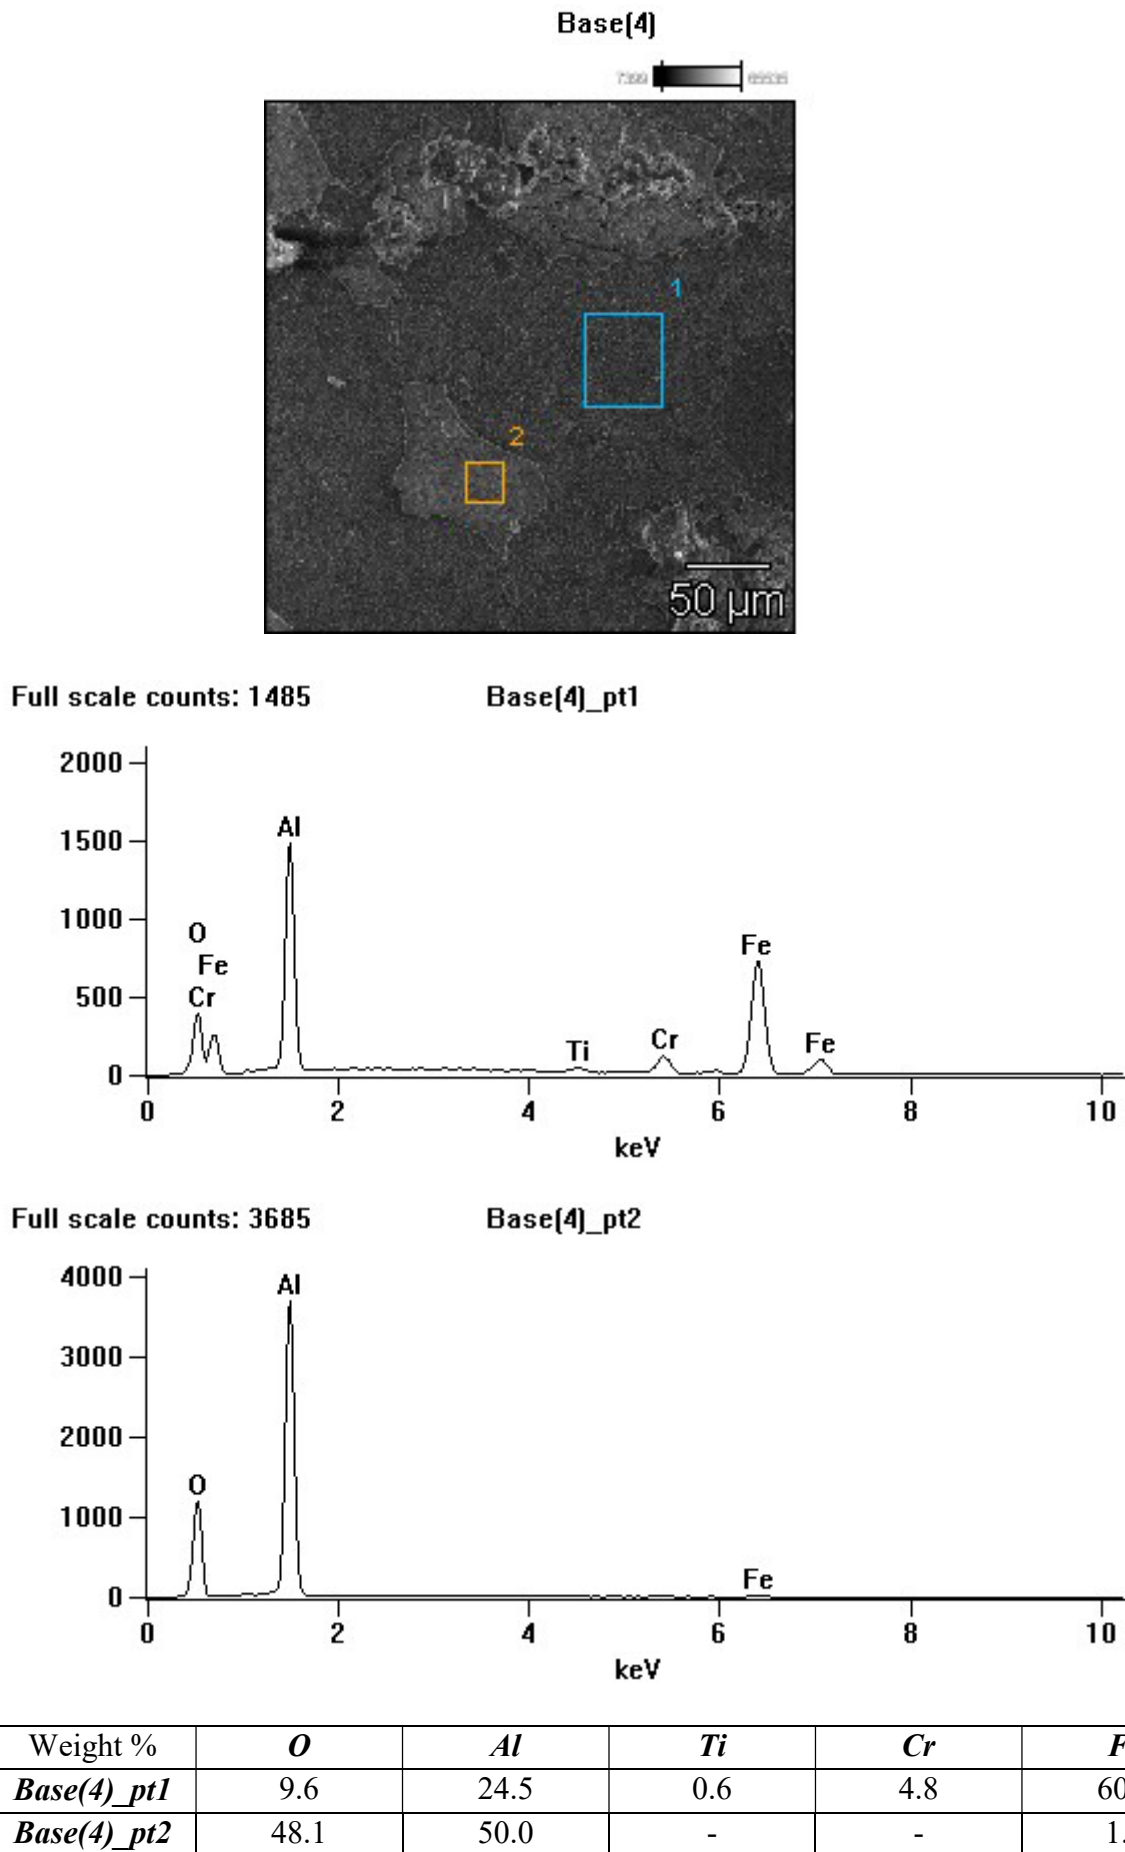 Base(4)
1
2
50 µm
Full scale counts: 1485 Base(4)_pt1
2000
1500
1000
500
0
Al
O
Fe
Cr
Ti
Cr
Fe
Fe
0 2 4 6 8 10
keV
Full scale counts: 3685 Base(4)_pt2
4000
3000
2000
1000
0
Al
O
Fe
0 2 4 6 8 10
keV
Weight % O Al Ti Cr
Base(4)_pt1 9.6 24.5 0.6 4.8
Base(4)_pt2 48.1 50.0 - -